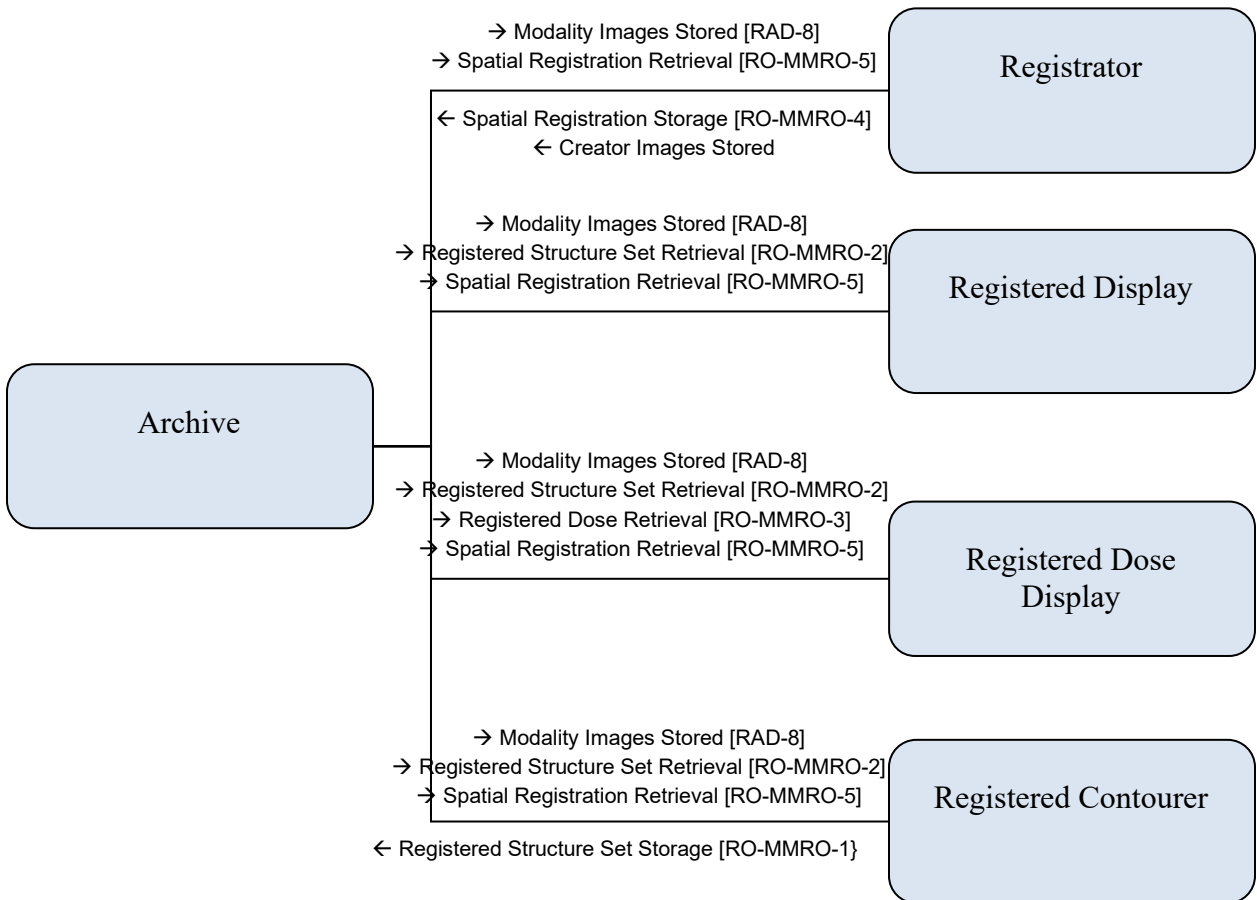 → Modality Images Stored [RAD-8]
→ Spatial Registration Retrieval [RO-MMRO-5]
Registrator
← Spatial Registration Storage [RO-MMRO-4]
← Creator Images Stored
→ Modality Images Stored [RAD-8]
→ Registered Structure Set Retrieval [RO-MMRO-2]
→ Spatial Registration Retrieval [RO-MMRO-5]
Registered Display
Archive
→ Modality Images Stored [RAD-8]
→ Registered Structure Set Retrieval [RO-MMRO-2]
→ Registered Dose Retrieval [RO-MMRO-3]
→ Spatial Registration Retrieval [RO-MMRO-5]
Registered Dose
Display
→ Modality Images Stored [RAD-8]
→ Registered Structure Set Retrieval [RO-MMRO-2]
→ Spatial Registration Retrieval [RO-MMRO-5]
Registered Contourer
← Registered Structure Set Storage [RO-MMRO-1}